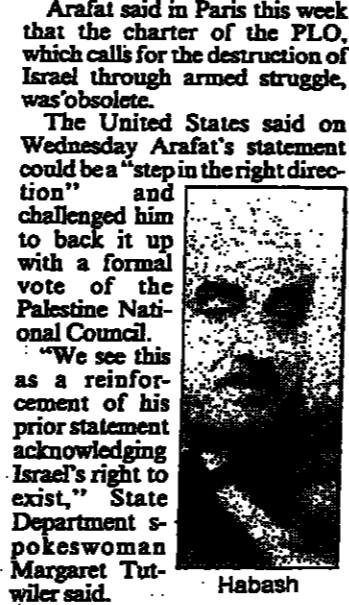 Arafat said in Paris this week
that the charter of the PLO,
which calls for the destruction of
Israel through armed struggle,
was obsolete.
The United States said on
Wednesday Arafat's statement
could be a "step in the right direc-
tion" and
challenged him
to back it up
with a formal
vote of the
Palestine Nati-
onal Council.
"We see this
as a reinfor-
cement of his
prior statement
acknowledging
Israel's right to
exist," State
Department s-
pokeswoman
Margaret Tut-
wiler said.
Habash